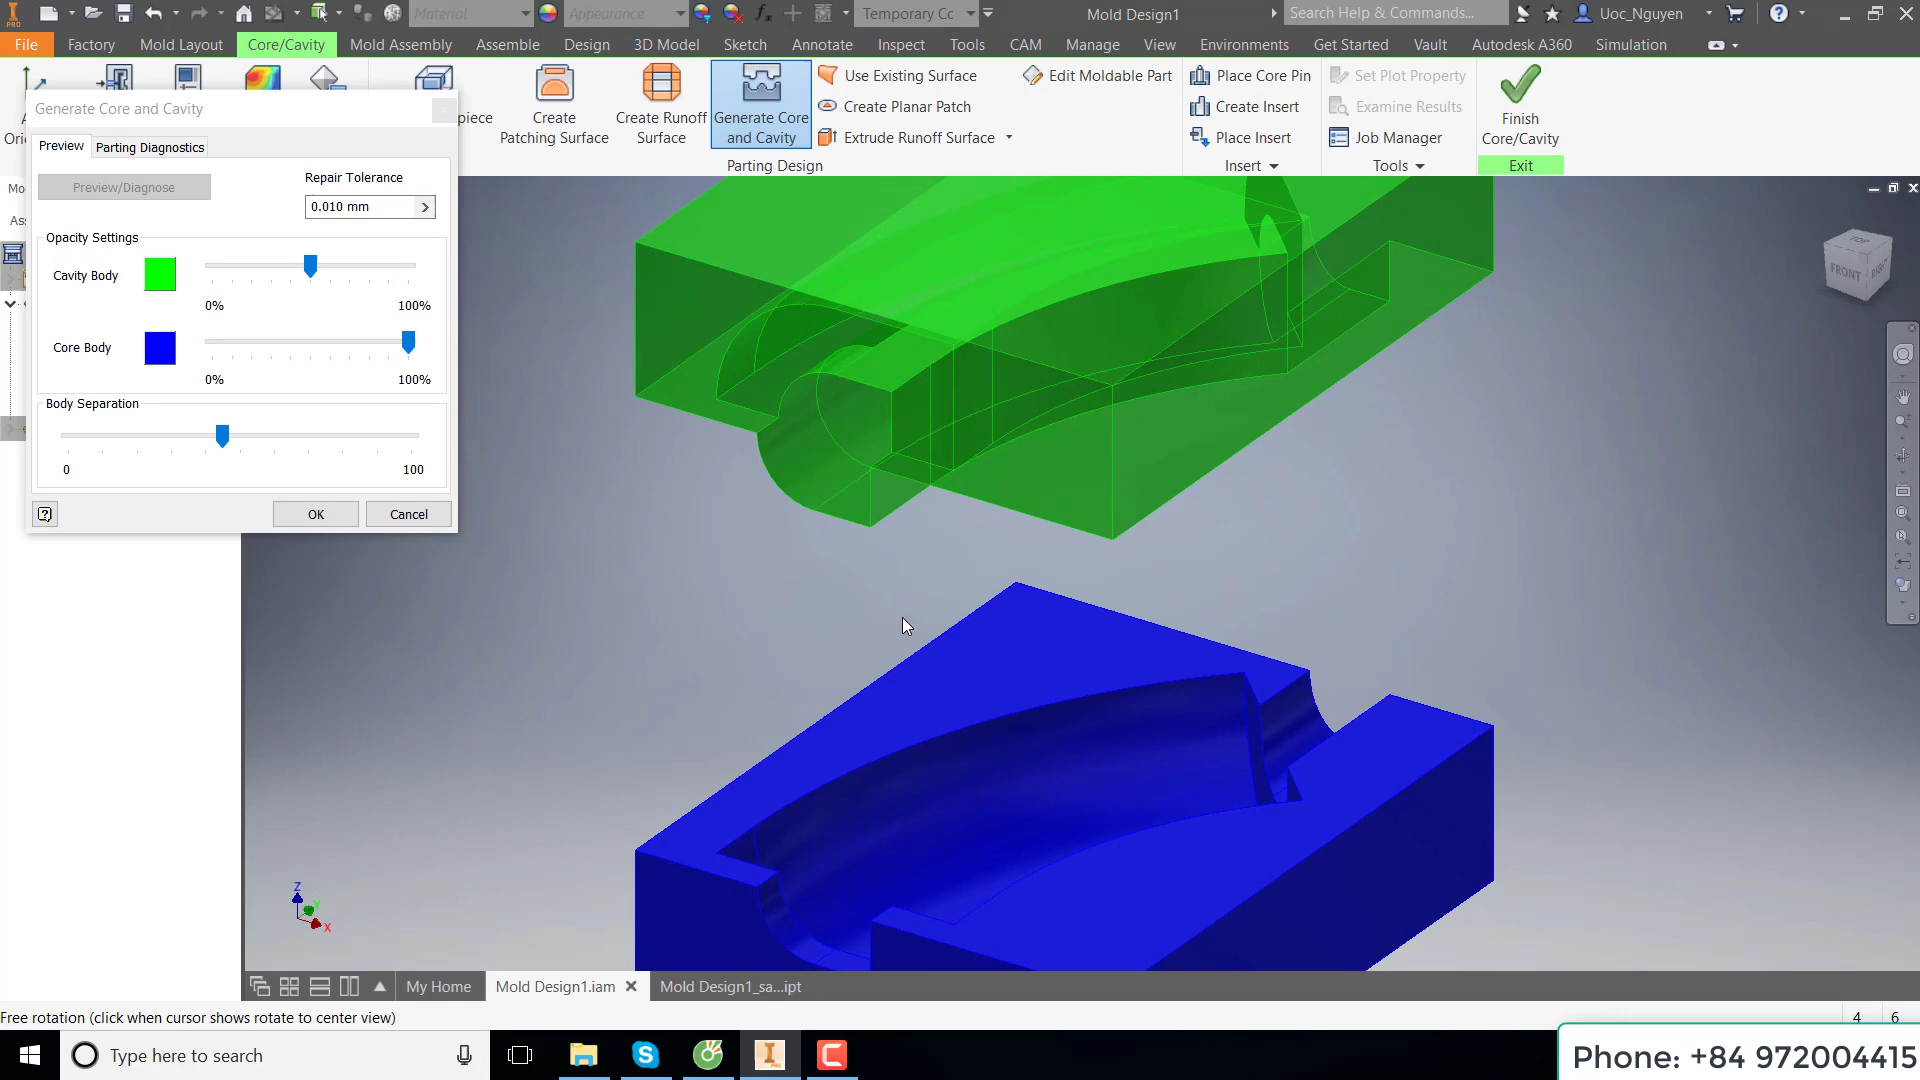 Material
Appearance
Temporary Cc
Mold Design1
Search Help & Commands...
Uoc_Nguyen
PRO
File
Factory
Mold Layout
Core/Cavity
Mold Assembly
Assemble
Design
3D Model
Sketch
Annotate
Inspect
Tools
CAM
Manage
View
Environments
Get Started
Vault
Autodesk A360
Simulation
Generate Core and Cavity
Preview
Parting Diagnostics
Preview/Diagnose
Repair Tolerance
0.010 mm
Opacity Settings
Cavity Body
0%
100%
Core Body
0%
100%
Body Separation
0
100
OK
Cancel
piece
Create
Patching Surface
Create Runoff
Surface
Generate Core
and Cavity
Use Existing Surface
Create Planar Patch
Extrude Runoff Surface
Parting Design
Edit Moldable Part
Place Core Pin
Create Insert
Place Insert
Insert
Set Plot Property
Examine Results
Job Manager
Tools
Finish
Core/Cavity
Exit
Ori
Mo
Ass
TOP
FRONT
RIGHT
Z
Y
X
My Home
Mold Design1.iam
Mold Design1_sa...ipt
Free rotation (click when cursor shows rotate to center view)
4
6
Type here to search
Phone: +84 972004415